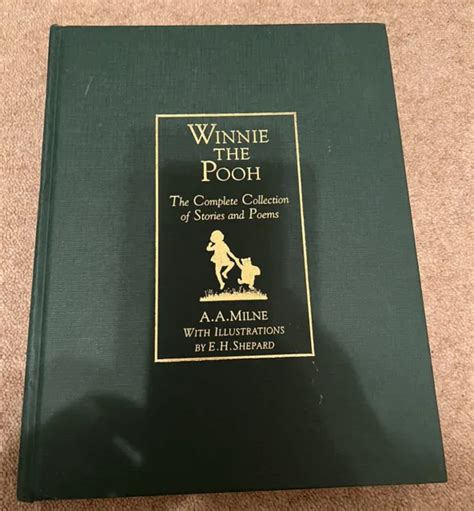 WINNIE
THE
POOH
The Complete Collection
of Stories and Poems
A.A.MILNE
WITH ILLUSTRATIONS
BY E.H.SHEPARD